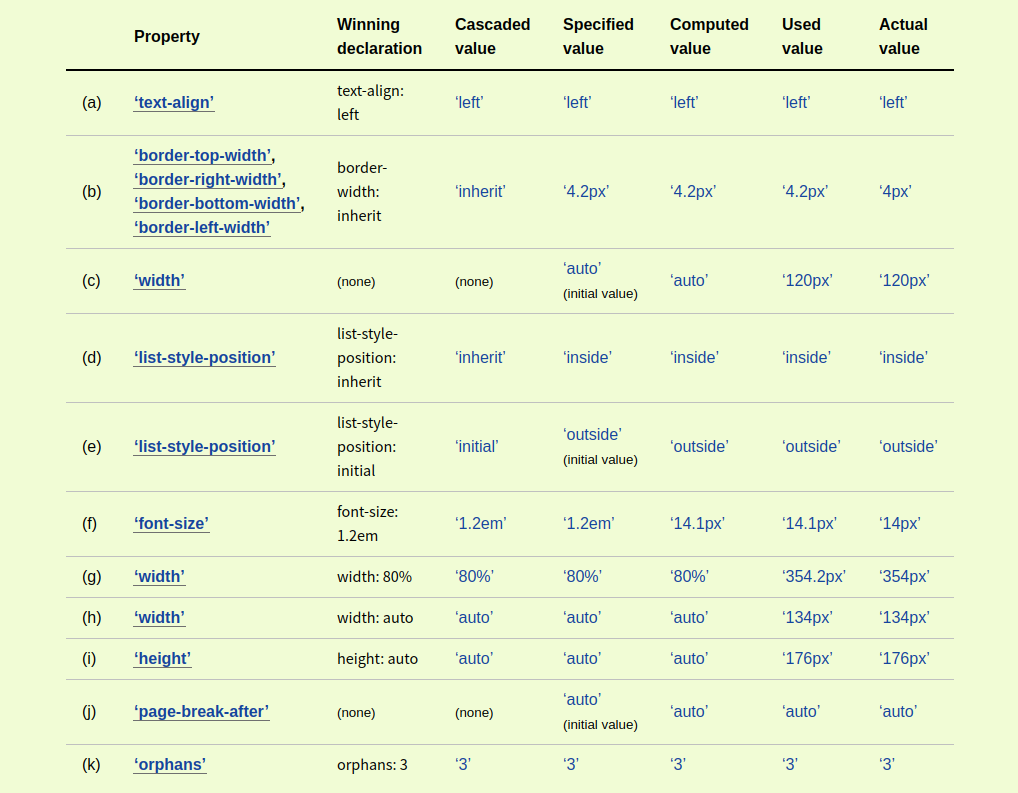 Property Winning declaration Cascaded value Specified value Computed value Used value Actual value
(a) ‘text-align’ text-align: left ‘left’ ‘left’ ‘left’ ‘left’ ‘left’
(b) ‘border-top-width’, ‘border-right-width’, ‘border-bottom-width’, ‘border-left-width’ border-width: inherit ‘inherit’ ‘4.2px’ ‘4.2px’ ‘4.2px’ ‘4px’
(c) ‘width’ (none) (none) ‘auto’ (initial value) ‘auto’ ‘120px’ ‘120px’
(d) ‘list-style-position’ list-style-position: inherit ‘inherit’ ‘inside’ ‘inside’ ‘inside’ ‘inside’
(e) ‘list-style-position’ list-style-position: initial ‘initial’ ‘outside’ (initial value) ‘outside’ ‘outside’ ‘outside’
(f) ‘font-size’ font-size: 1.2em ‘1.2em’ ‘1.2em’ ‘14.1px’ ‘14.1px’ ‘14px’
(g) ‘width’ width: 80% ‘80%’ ‘80%’ ‘80%’ ‘354.2px’ ‘354px’
(h) ‘width’ width: auto ‘auto’ ‘auto’ ‘auto’ ‘134px’ ‘134px’
(i) ‘height’ height: auto ‘auto’ ‘auto’ ‘auto’ ‘176px’ ‘176px’
(j) ‘page-break-after’ (none) (none) ‘auto’ (initial value) ‘auto’ ‘auto’ ‘auto’
(k) ‘orphans’ orphans: 3 ‘3’ ‘3’ ‘3’ ‘3’ ‘3’